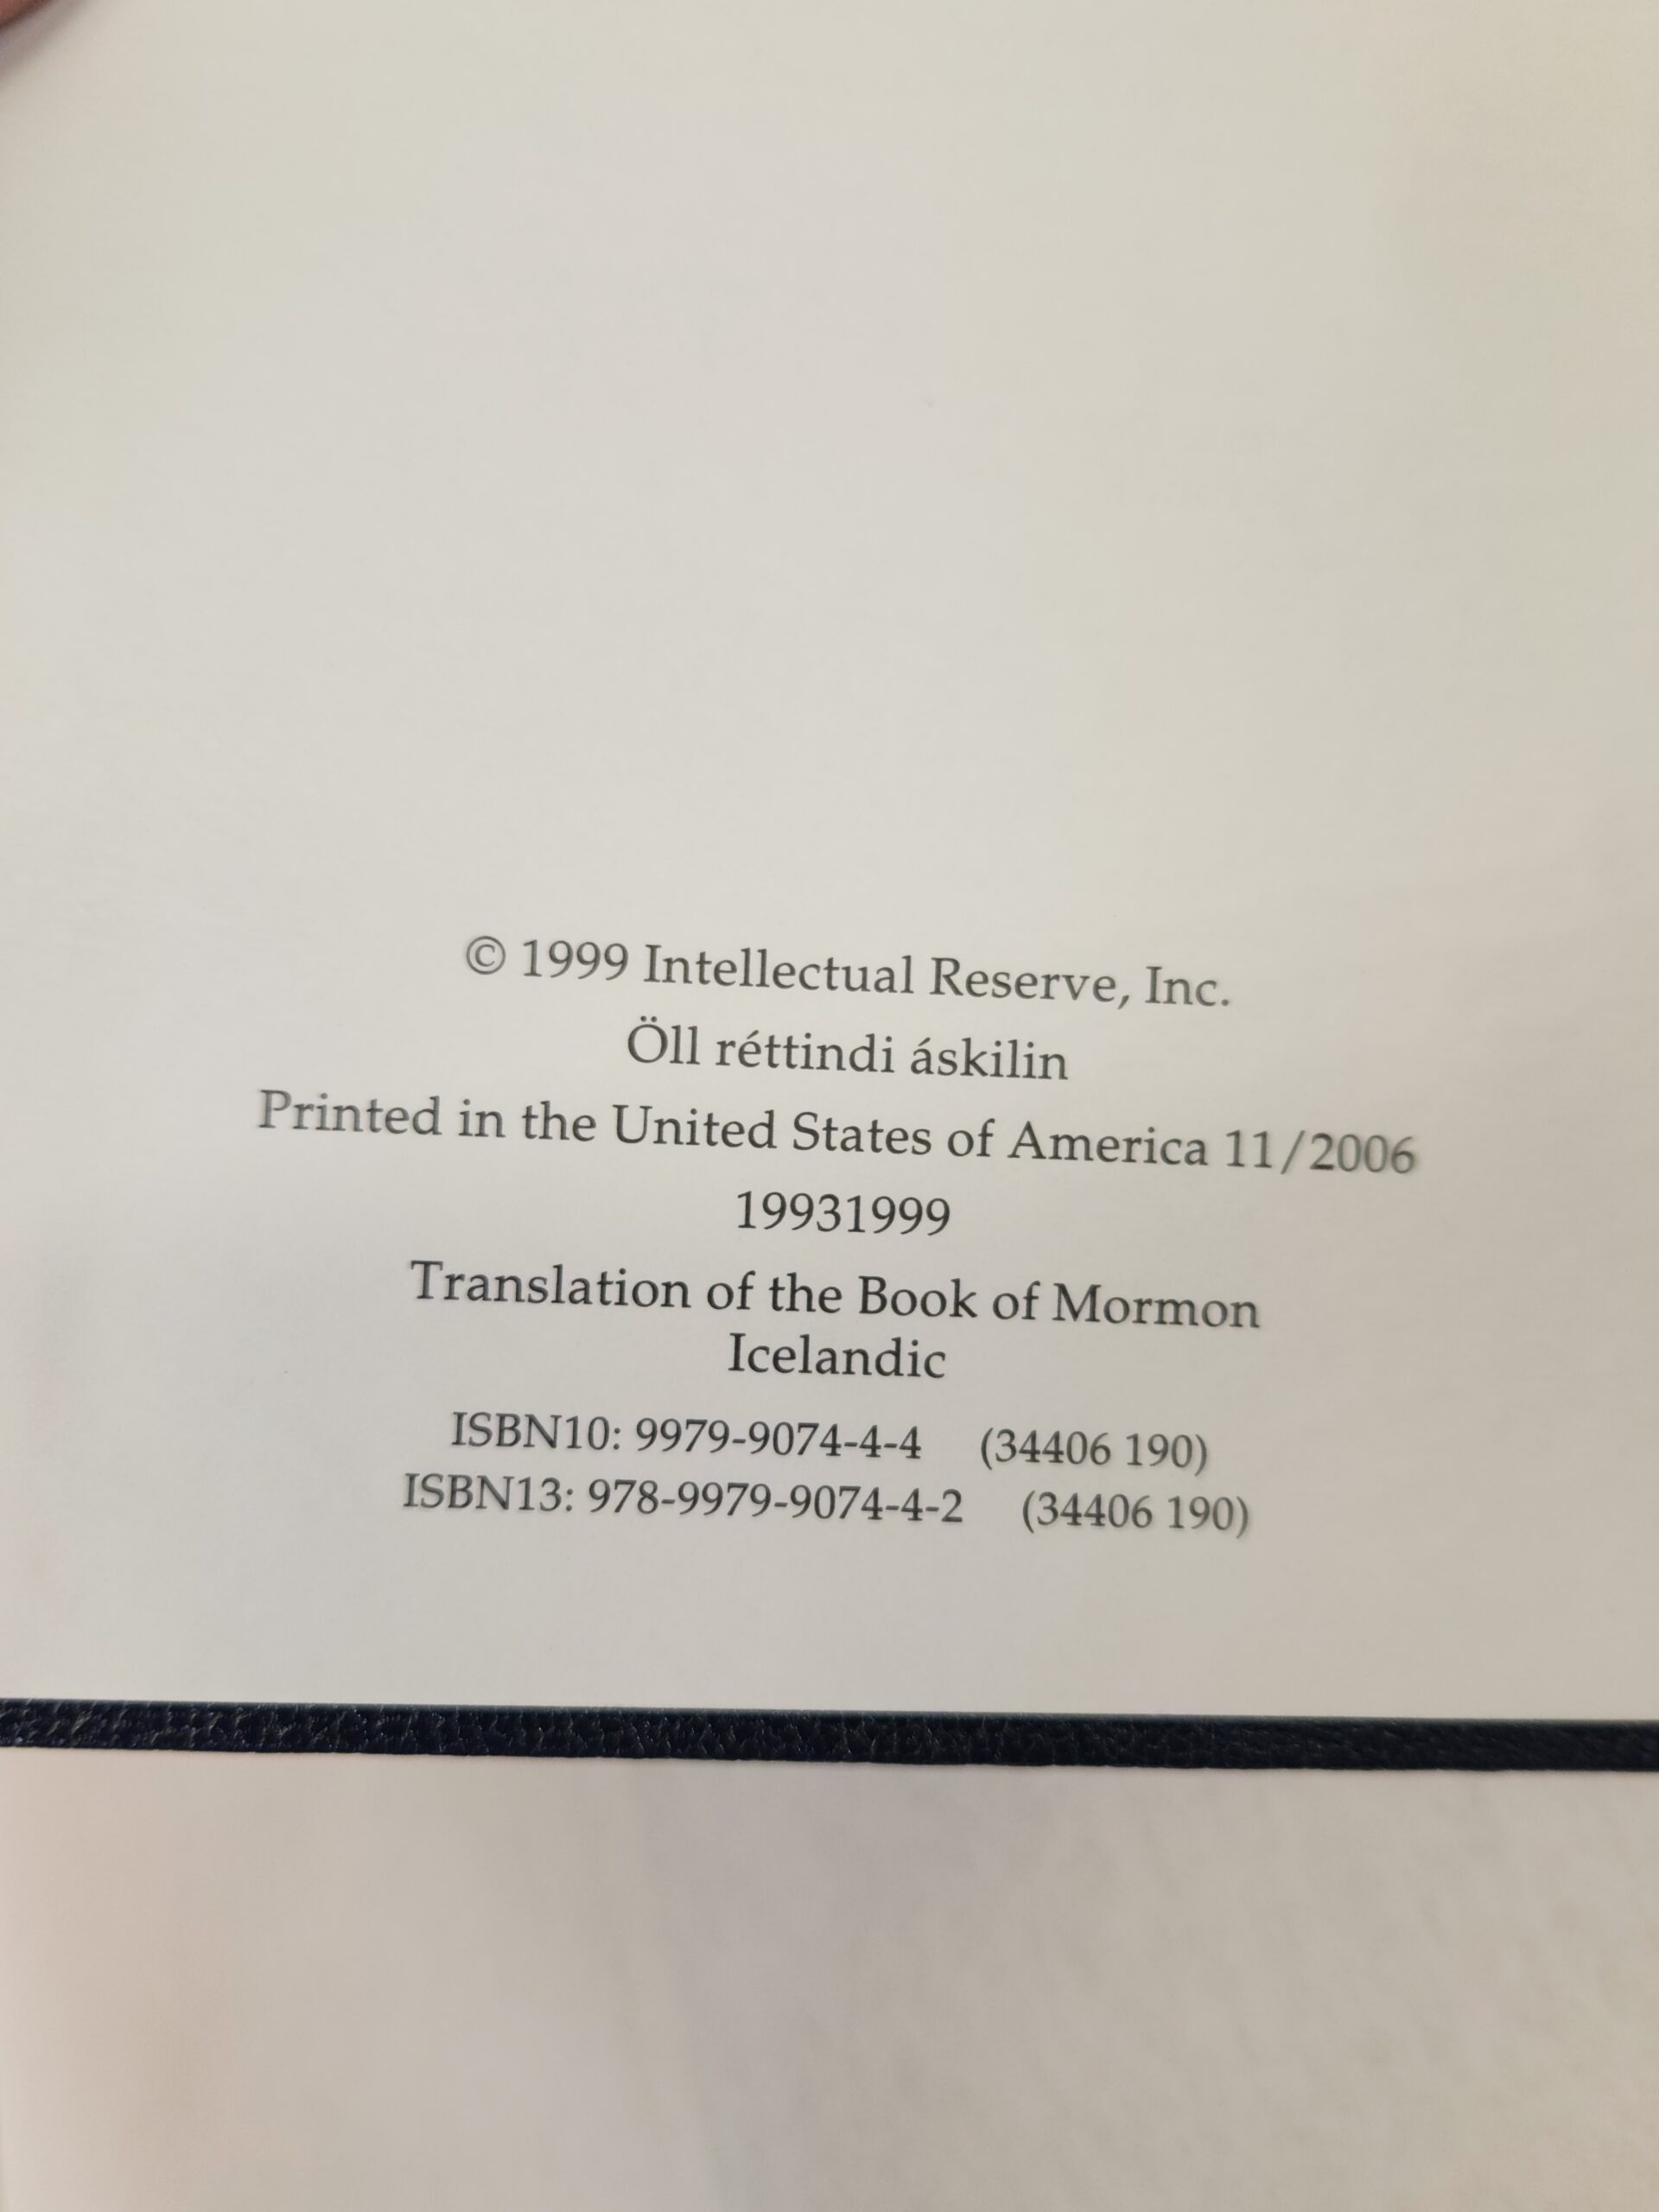 © 1999 Intellectual Reserve, Inc.
Öll réttindi áskilin
Printed in the United States of America 11/2006
19931999
Translation of the Book of Mormon
Icelandic
ISBN10: 9979-9074-4-4 (34406 190)
ISBN13: 978-9979-9074-4-2 (34406 190)